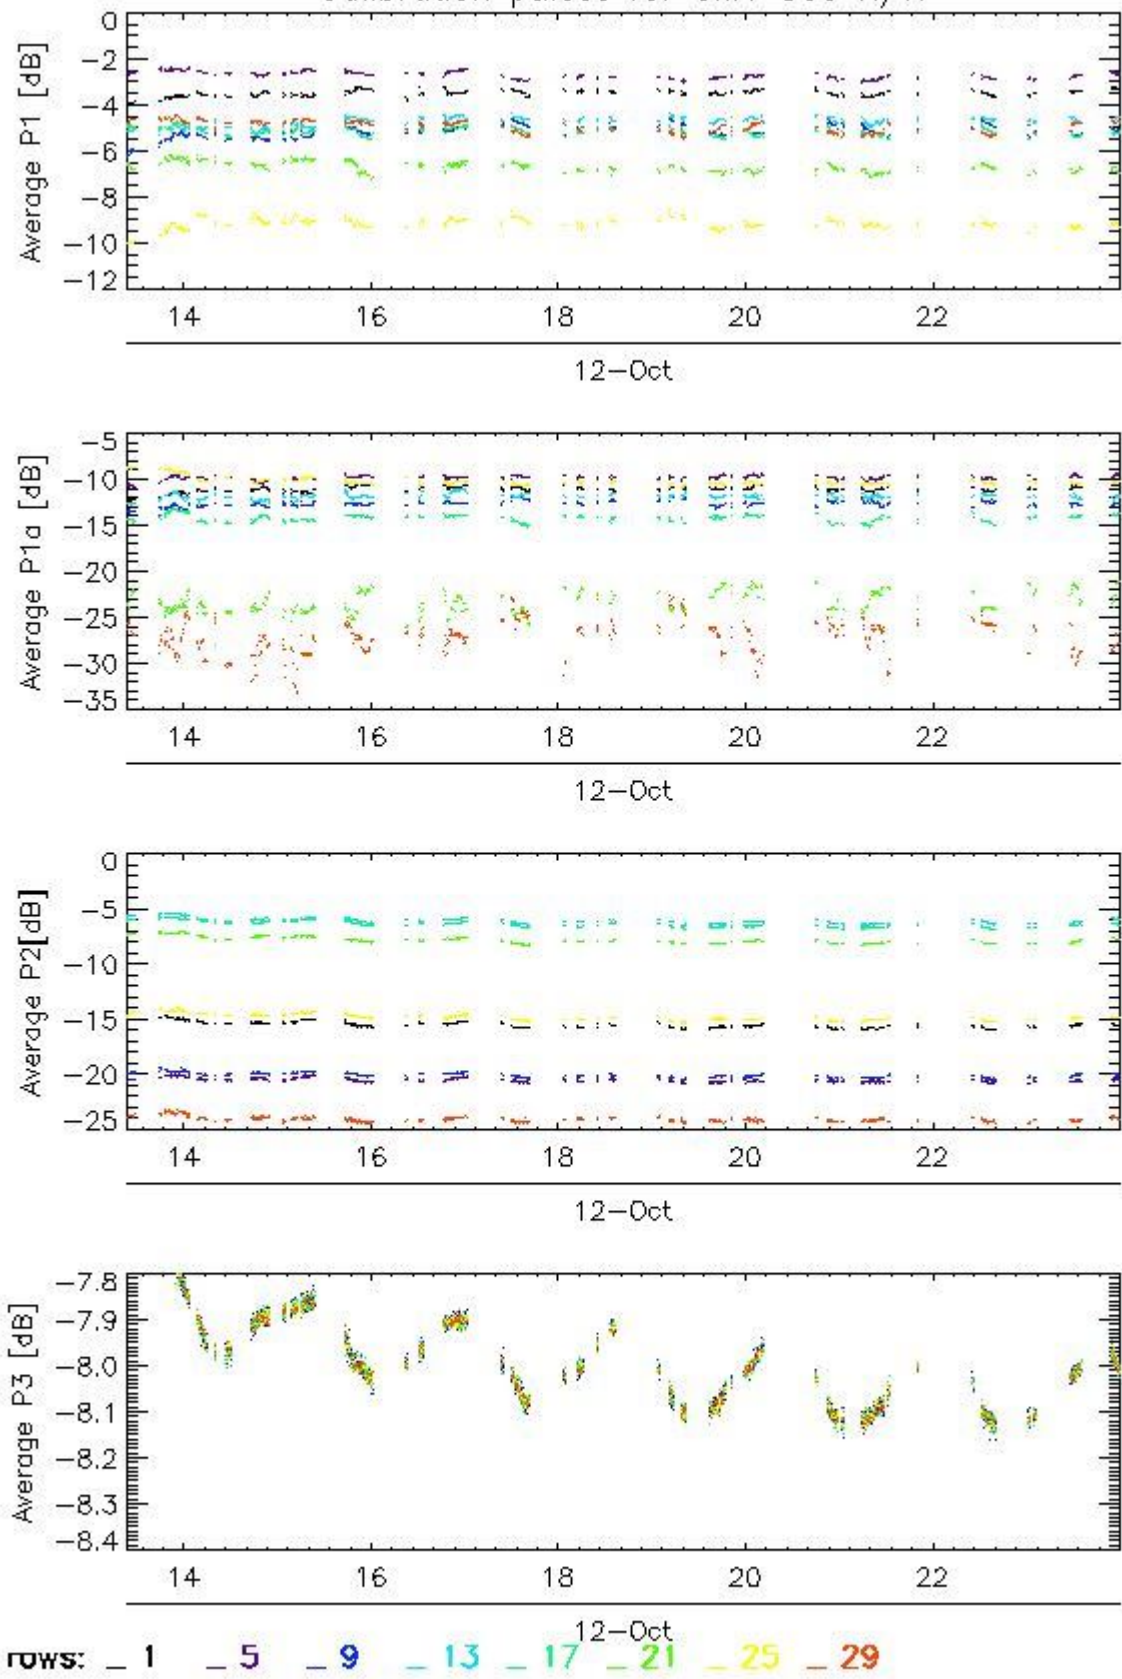 Average P1 [dB]
0
−2
−4
−6
−8
−10
−12
14 16 18 20 22
12−Oct
Average P1a [dB]
−5
−10
−15
−20
−25
−30
−35
14 16 18 20 22
12−Oct
Average P2[dB]
0
−5
−10
−15
−20
−25
14 16 18 20 22
12−Oct
Average P3 [dB]
−7.8
−7.9
−8.0
−8.1
−8.2
−8.3
−8.4
14 16 18 20 22
12−Oct
rows: _ 1 _ 5 _ 9 _ 13 _ 17 _ 21 _ 25 _ 29